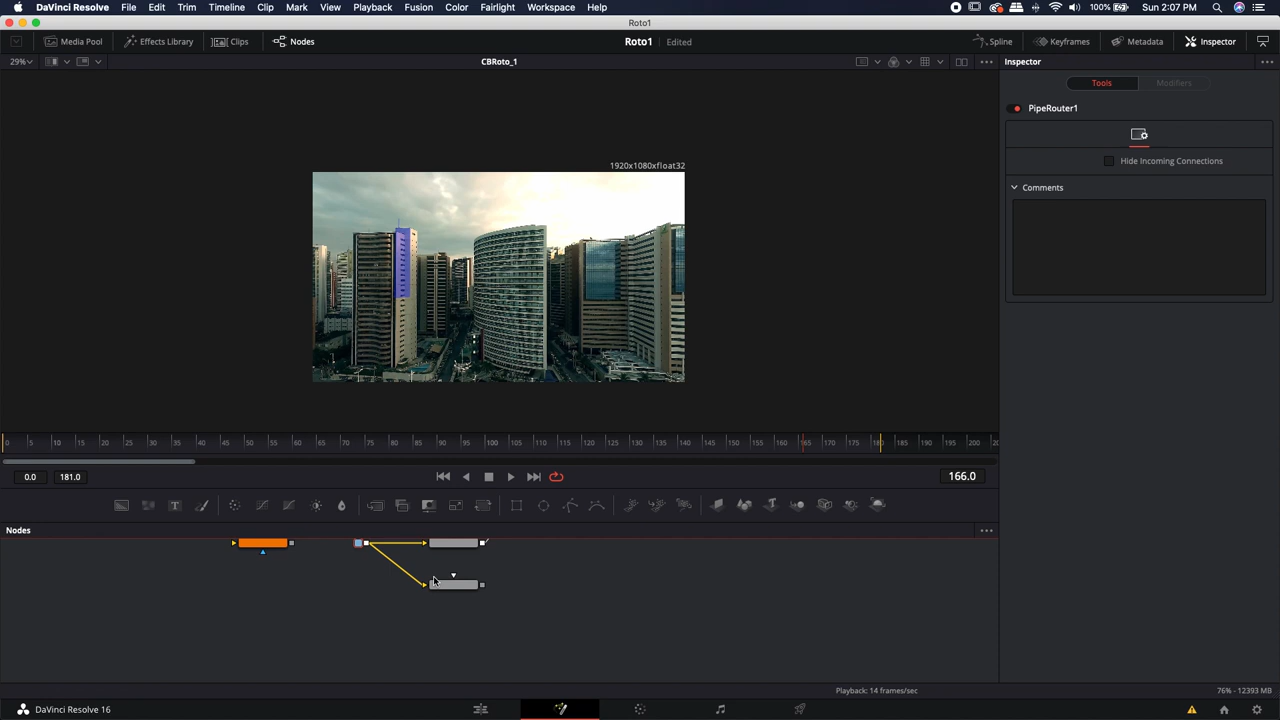 DaVinci Resolve File Edit Trim Timeline Clip Mark View Playback Fusion Color Fairlight Workspace Help 100% Sun 2:07 PM
Roto1
Media Pool Effects Library Clips Nodes Roto1 Edited Spline Keyframes Metadata Inspector
29% CBRoto_1 Inspector
Tools Modifiers
PipeRouter1
Hide Incoming Connections
1920x1080xfloat32
Comments
0 5 10 15 20 25 30 35 40 45 50 55 60 65 70 75 80 85 90 95 100 105 110 115 120 125 130 135 140 145 150 155 160 165 170 175 180 185 190 195 200
0.0 181.0 166.0
Nodes
Playback: 14 frames/sec 76% - 12393 MB
DaVinci Resolve 16